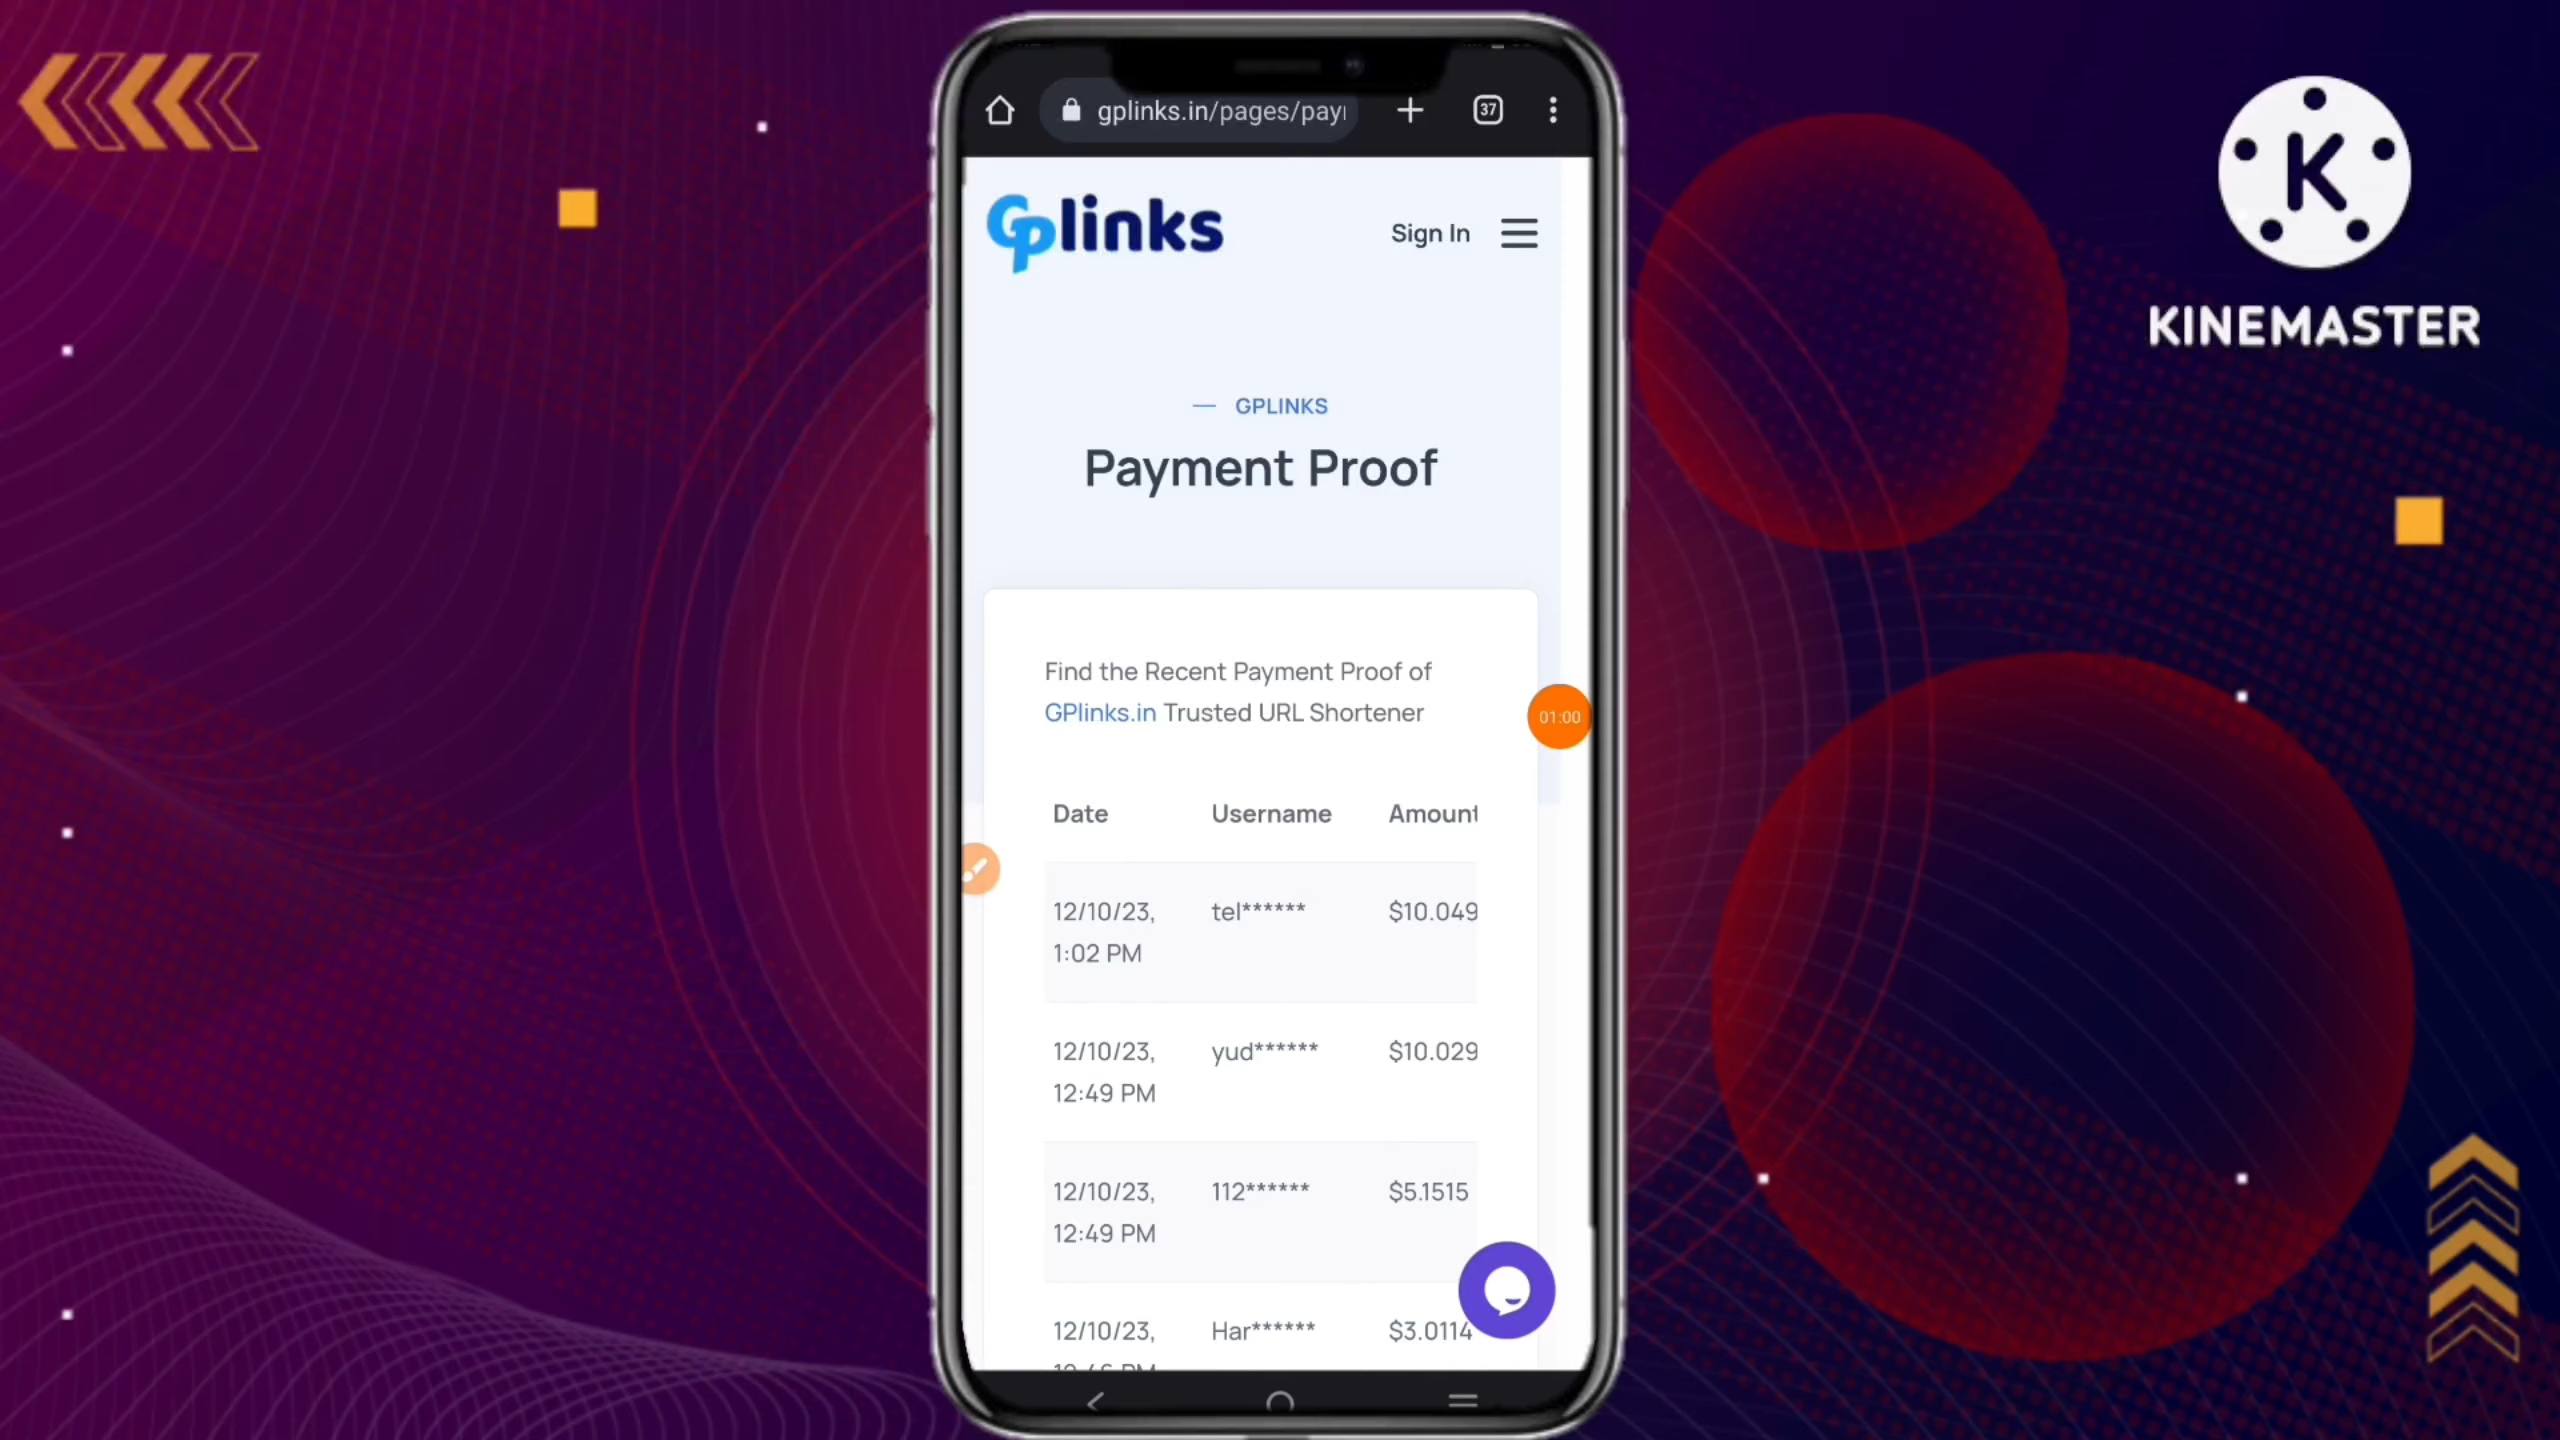 gplinks.in/pages/pay
37
Gplinks
Sign In
GPLINKS
Payment Proof
Find the Recent Payment Proof of
GPlinks.in Trusted URL Shortener
01:00
Date Username Amount
12/10/23, tel****** $10.049
1:02 PM
12/10/23, yud****** $10.029
12:49 PM
12/10/23, 112****** $5.1515
12:49 PM
12/10/23, Har****** $3.0114
K
KINEMASTER